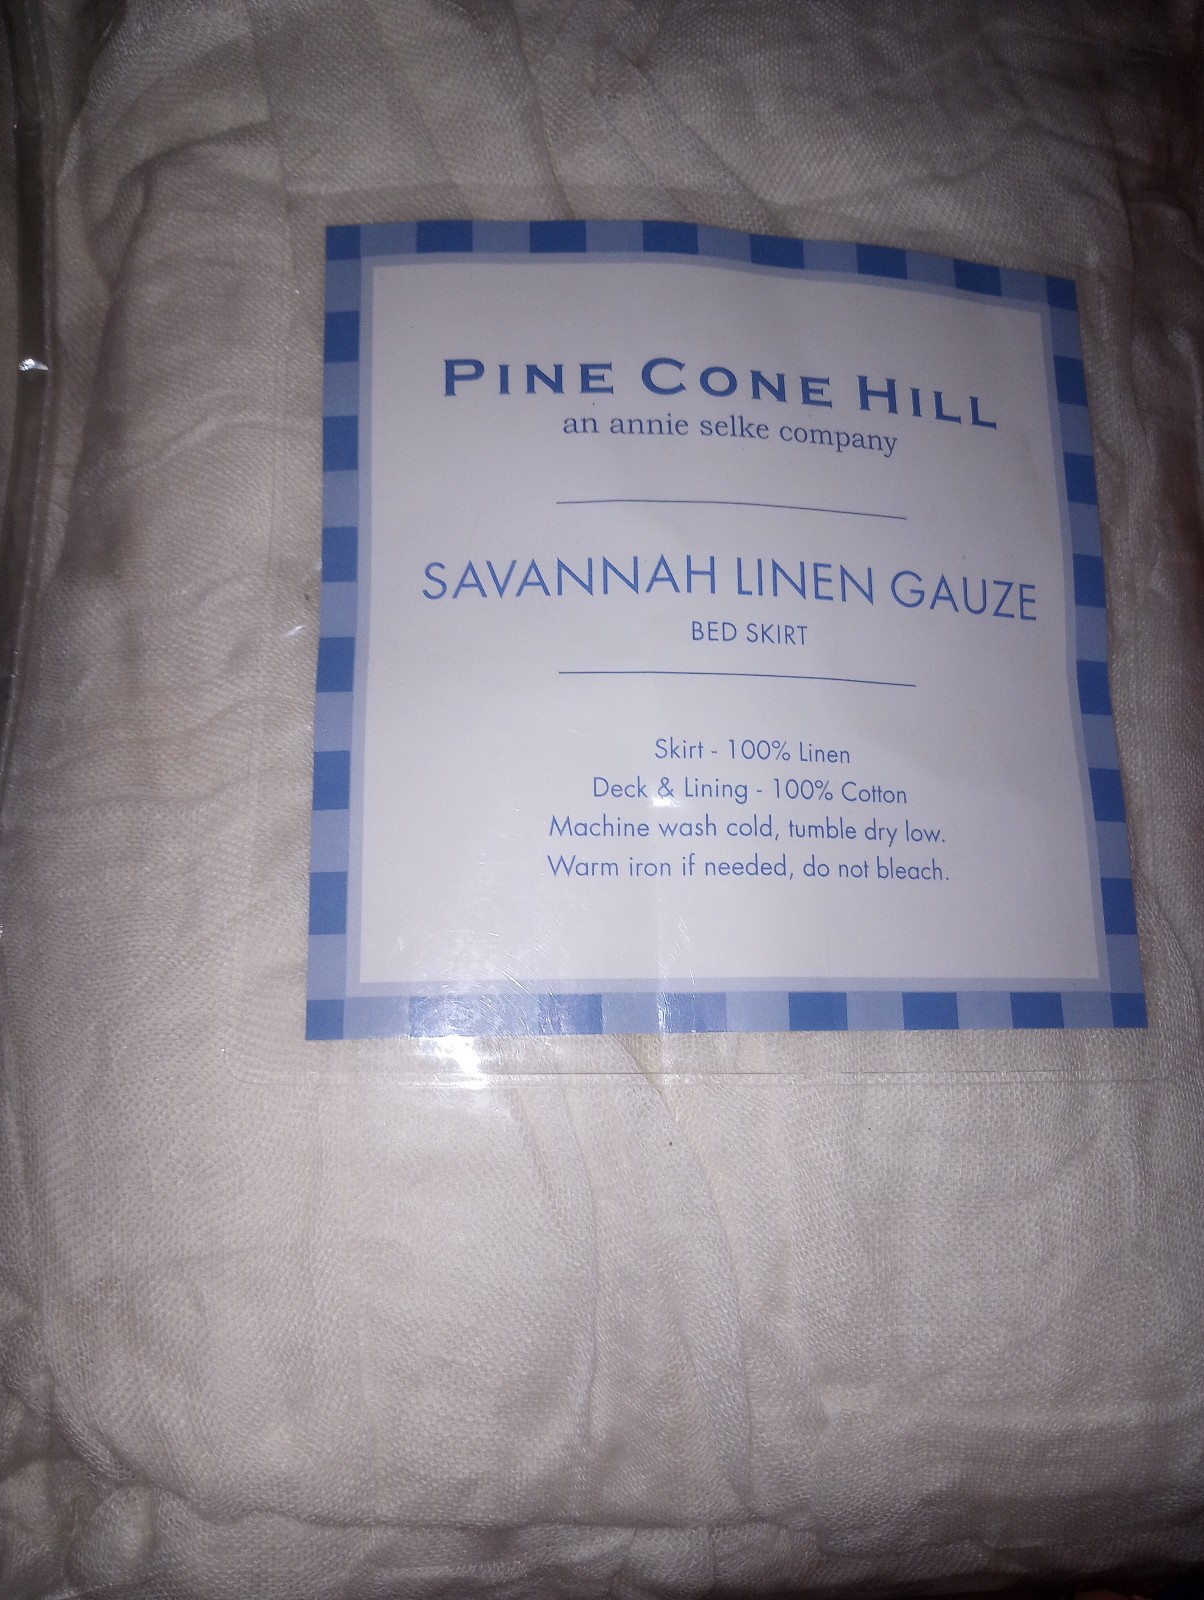 PINE CONE HILL
an annie selke company
SAVANNAH LINEN GAUZE
BED SKIRT
Skirt - 100% Linen
Deck & Lining - 100% Cotton
Machine wash cold, tumble dry low.
Warm iron if needed, do not bleach.